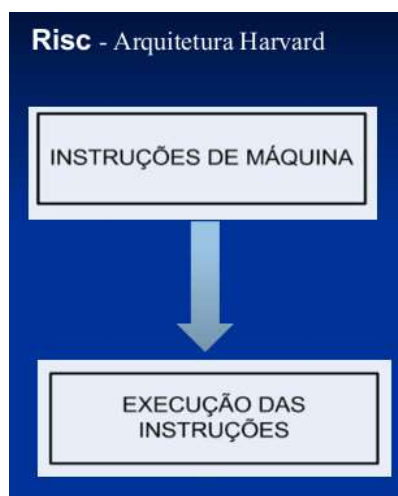 Risc - Arquitetura Harvard
INSTRUÇÕES DE MÁQUINA
EXECUÇÃO DAS
INSTRUÇÕES